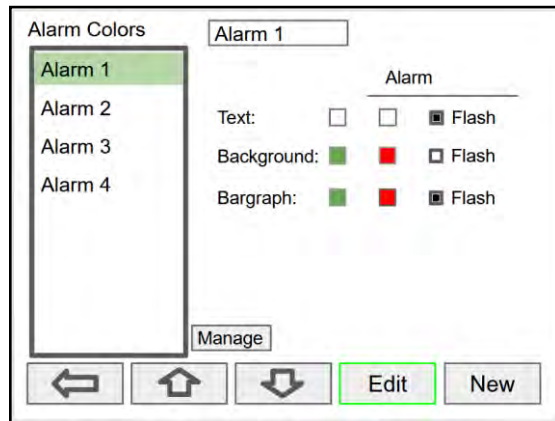 Alarm Colors
Alarm 1
Alarm 1
Alarm 2
Alarm 3
Alarm 4
Alarm
Text: Flash
Background: Flash
Bargraph: Flash
Manage
Edit
New